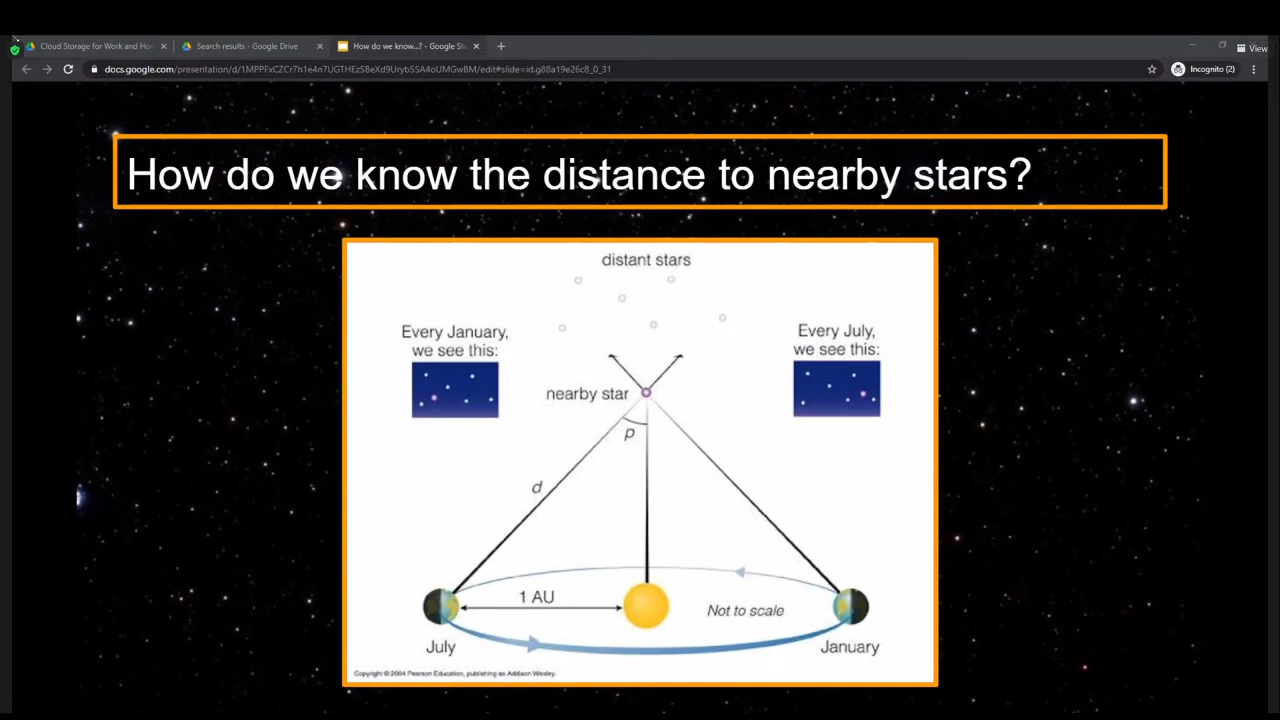 Cloud Storage for Work and Hom
Search results - Google Drive
How do we know...? - Google Sli
View
docs.google.com/presentation/d/1MPPFxCZCr7h1e4n7UGTHEzSBeXd9Uryb5SA4oUMGwBM/edit#slide=id.g88a19e26c8_0_31
Incognito (2)
How do we know the distance to nearby stars?
distant stars
Every January,
we see this:
Every July,
we see this:
nearby star
p
d
1 AU
Not to scale
July
January
Copyright © 2004 Pearson Education, publishing as Addison Wesley.